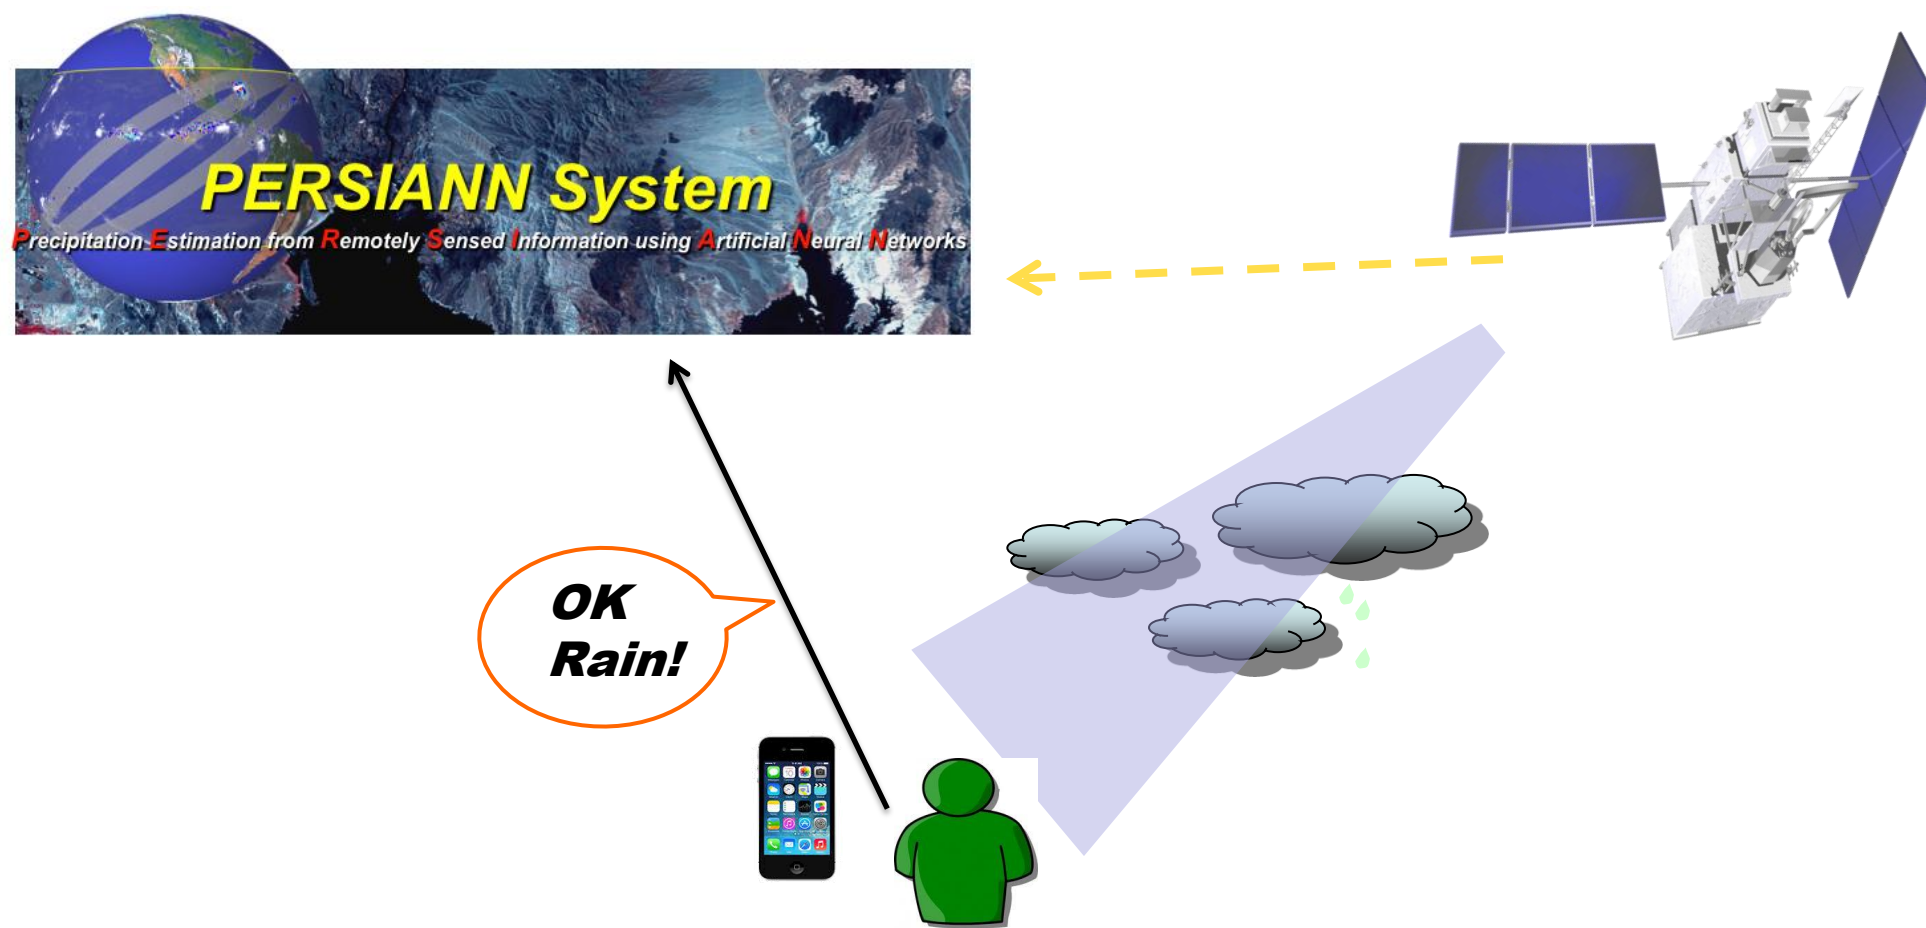 PERSIANN System
Precipitation Estimation from Remotely Sensed Information using Artificial Neural Networks
OK
Rain!